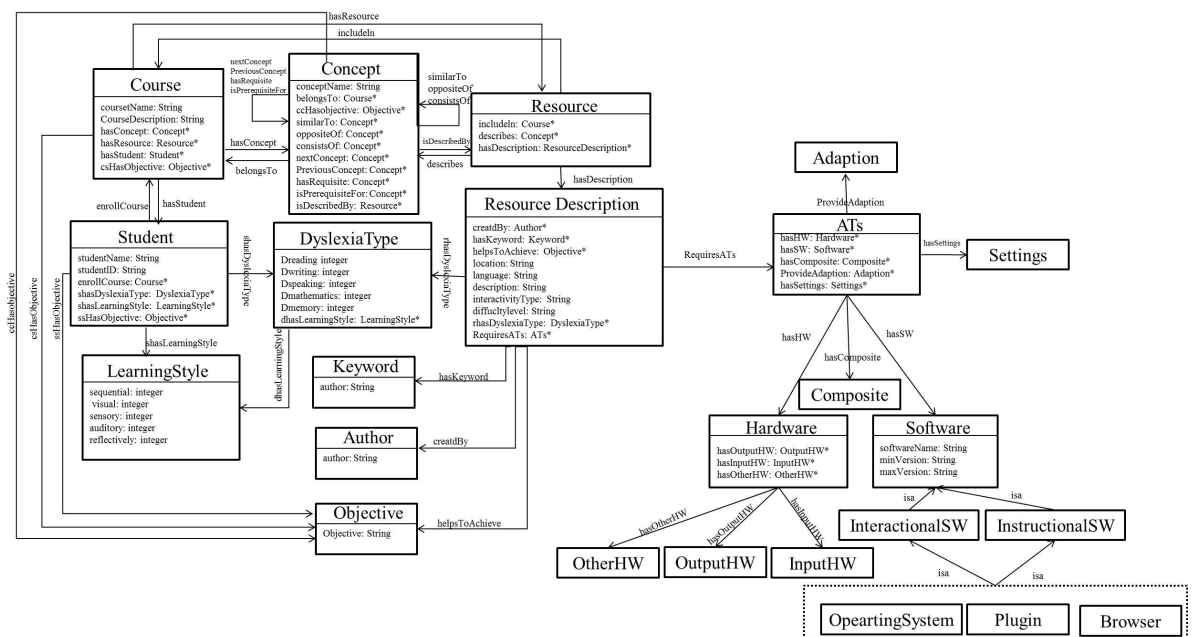 hasResource
includeIn
nextConcept
PreviousConcept
hasRequisite
isPrerequisiteFor
Course
coursetName: String
CourseDescription: String
hasConcept: Concept*
hasResource: Resource*
hasStudent: Student*
csHasObjective: Objective*
hasConcept
belongsTo
Concept
conceptName: String
belongsTo: Course*
ccHasobjective: Objective*
similarTo: Concept*
oppositeOf: Concept*
consistsOf: Concept*
nextConcept: Concept*
PreviousConcept: Concept*
hasRequisite: Concept*
isPrerequisiteFor: Concept*
isDescribedBy: Resource*
similarTo
oppositeOf
consistsOf
isDescribedBy
describes
Resource
includeIn: Course*
describes: Concept*
hasDescription: ResourceDescription*
hasDescription
enrollCourse
hasStudent
Student
studentName: String
studentID: String
enrollCourse: Course*
shasDyslexiaType: DyslexiaType*
shasLearningStyle: LearningStyle*
ssHasObjective: Objective*
shasDyslexiaType
DyslexiaType
Dreading integer
Dwriting: integer
Dspeaking: integer
Dmathematics: integer
Dmemory: integer
dhasLearningStyle: LearningStyle*
rhasDyslexiaType
Resource Description
creatdBy: Author*
hasKeyword: Keyword*
helpsToAchieve: Objective*
location: String
language: String
description: String
interactivityType: String
diffucltylevel: String
rhasDyslexiaType: DyslexiaType*
RequiresATs: ATs*
RequiresATs
Adaption
ProvideAdaption
ATs
hasHW: Hardware*
hasSW: Software*
hasComposite: Composite*
ProvideAdaption: Adaption*
hasSettings: Settings*
hasSettings
Settings
ccHasobjective
csHasObjective
ssHasObjective
shasLearningStyle
dhasLearningStyle
LearningStyle
sequential: integer
visual: integer
sensory: integer
auditory: integer
reflectively: integer
Keyword
author: String
hasKeyword
Author
author: String
creatdBy
Objective
Objective: String
helpsToAchieve
hasHW
hasComposite
hasSW
Composite
Hardware
hasOutputHW: OutputHW*
hasInputHW: InputHW*
hasOtherHW: OtherHW*
Software
softwareName: String
minVersion: String
maxVersion: String
hasOtherHW
hasOutputHW
hasInputHW
OtherHW
OutputHW
InputHW
isa
isa
InteractionalSW
InstructionalSW
isa
isa
OpeartingSystem
Plugin
Browser